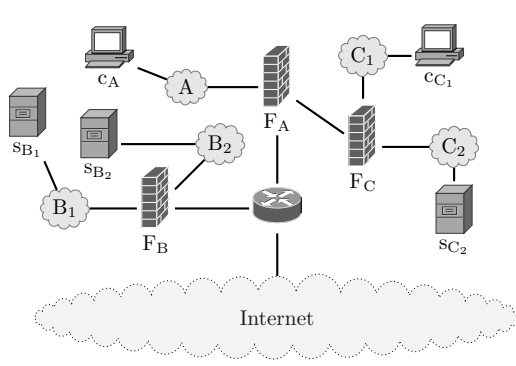 c_A
A
F_A
C_1
c_{C_1}
s_{B_1}
s_{B_2}
B_2
F_C
C_2
B_1
F_B
s_{C_2}
Internet